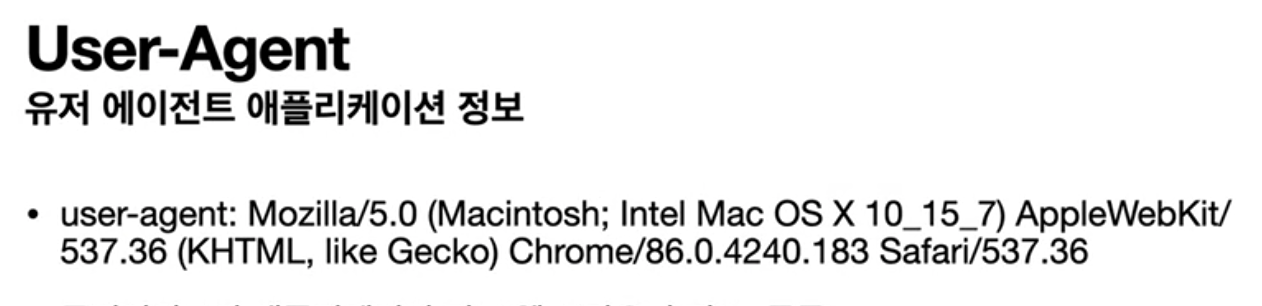 User-Agent
유저 에이전트 애플리케이션 정보
• user-agent: Mozilla/5.0 (Macintosh; Intel Mac OS X 10_15_7) AppleWebKit/
537.36 (KHTML, like Gecko) Chrome/86.0.4240.183 Safari/537.36